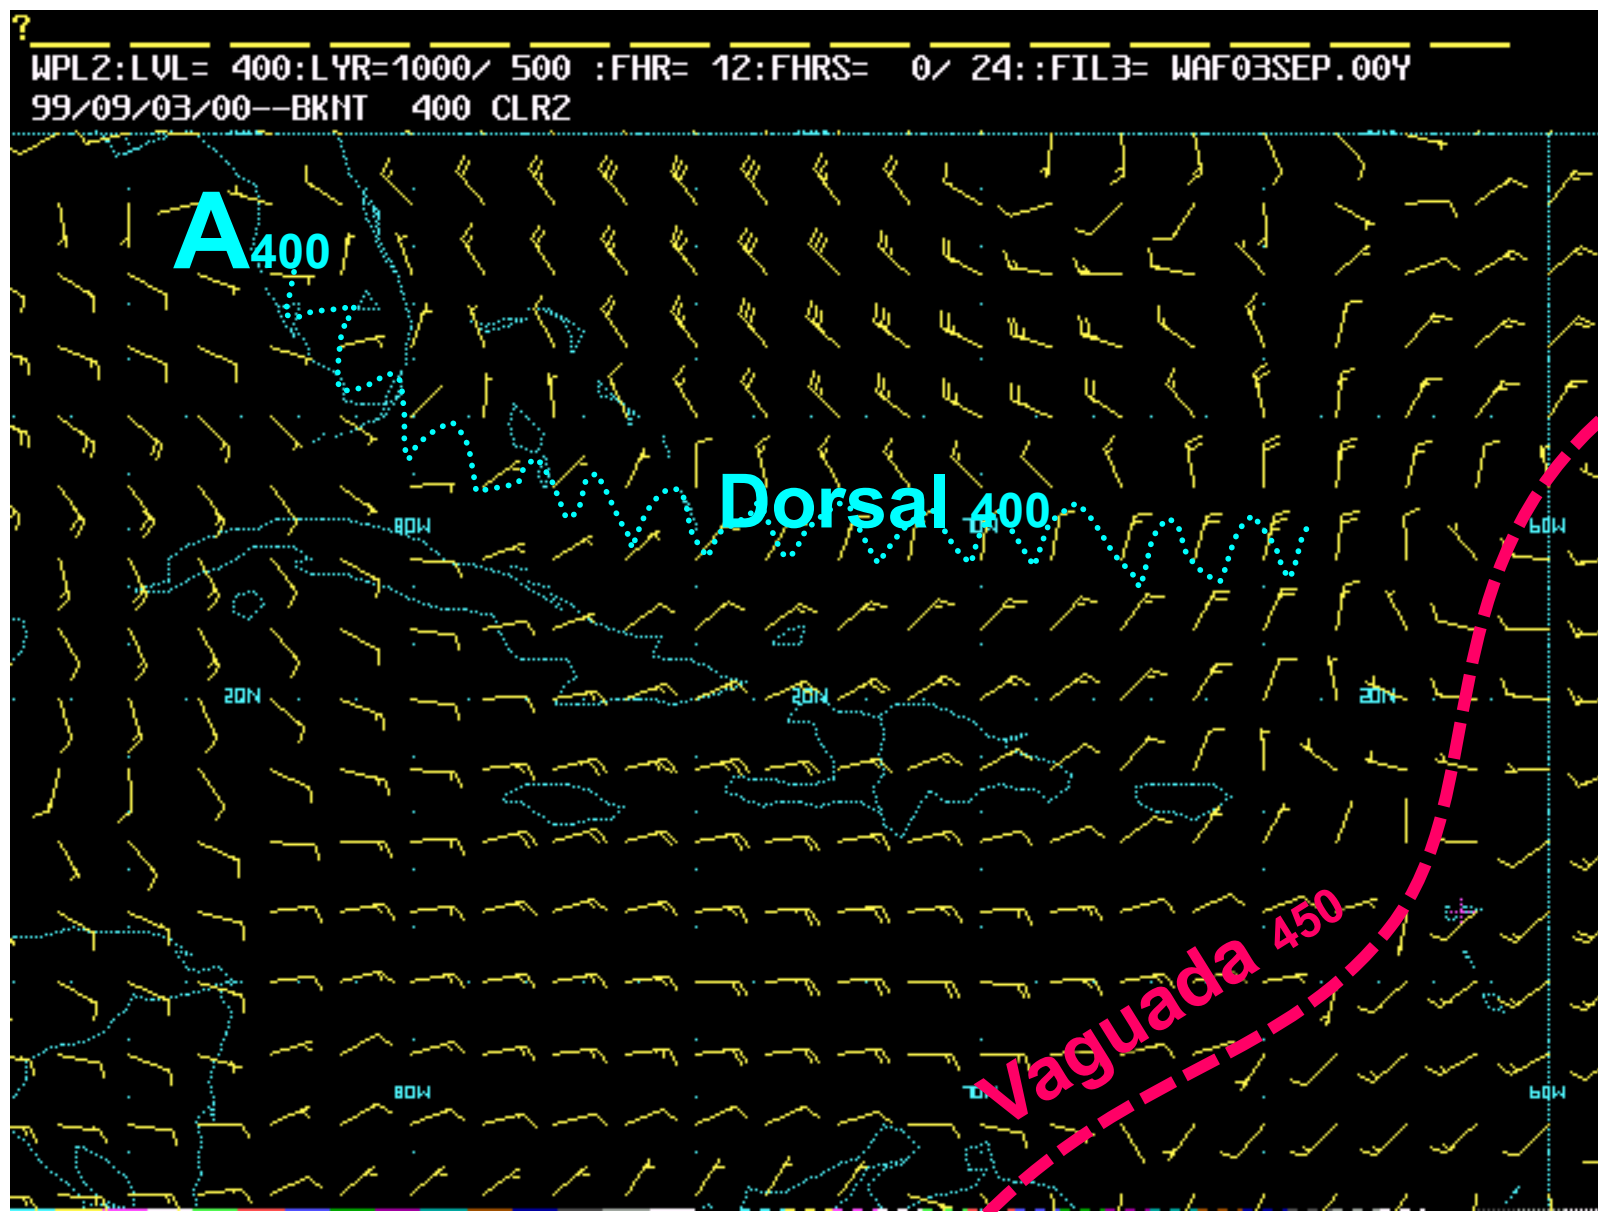 ?
WPL2:LVL= 400:LYR=1000/ 500 :FHR= 12:FHRS=  0/ 24::FIL3= WAF03SEP.00Y
99/09/03/00--BKNT  400 CLR2
A400
Dorsal 400
80W
60W
20N 20N 20N
Vaguada 450
80W 70W 60W